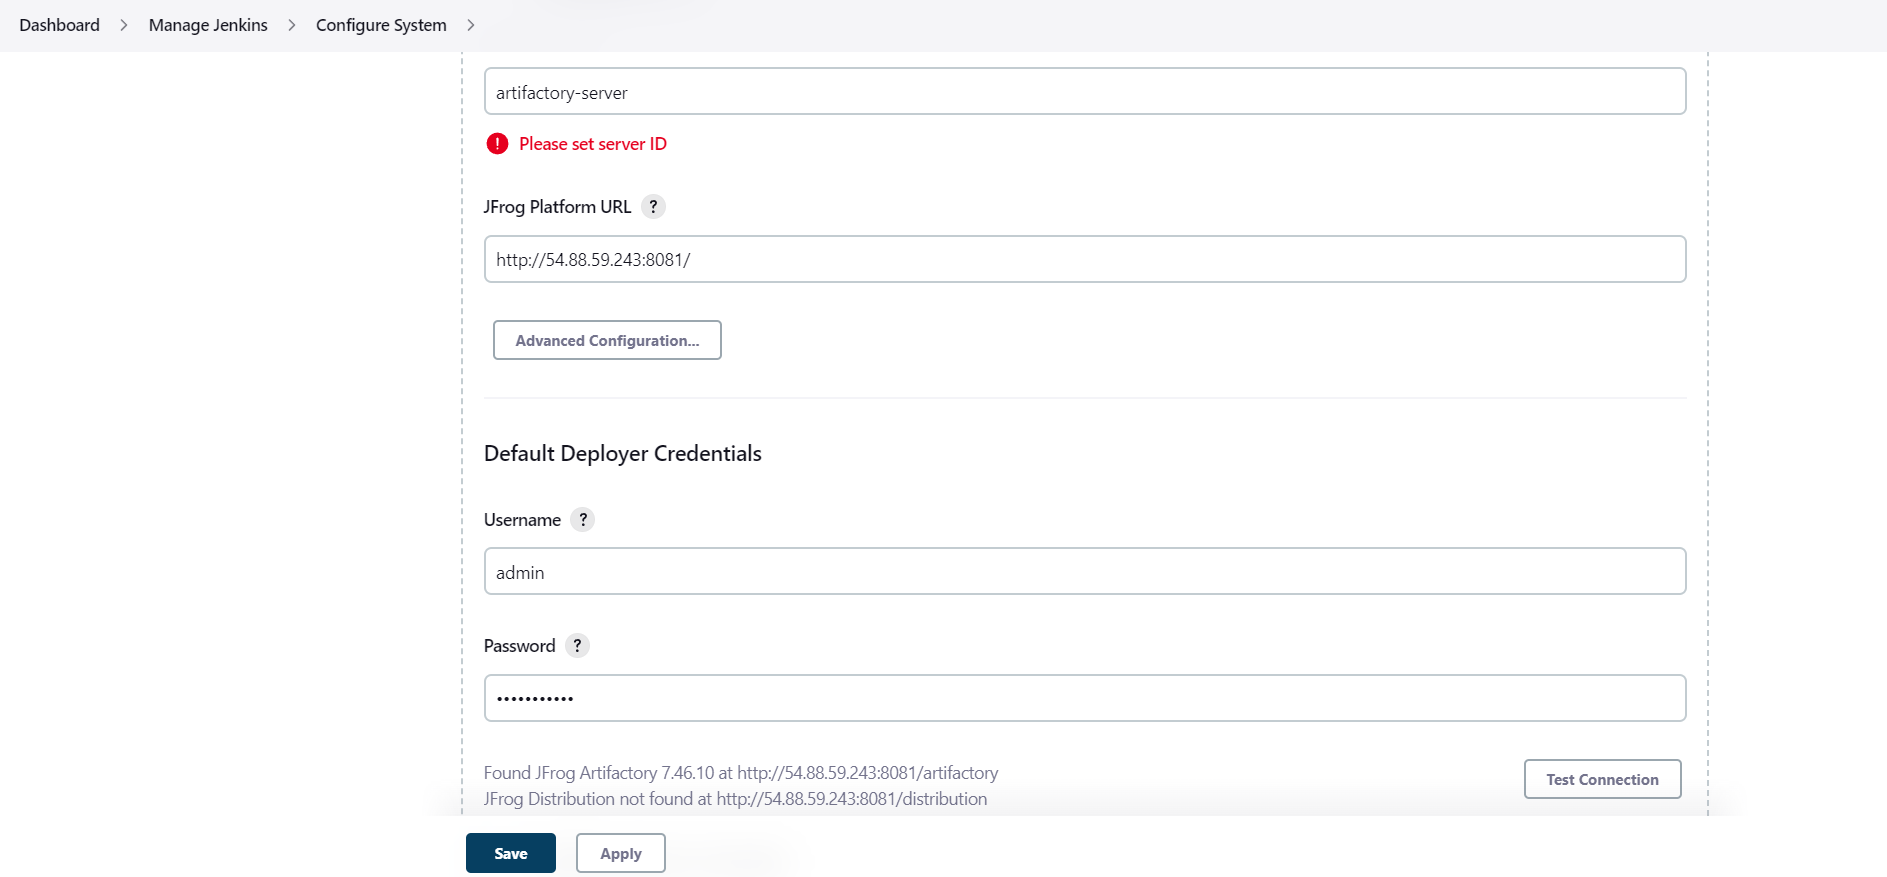 Dashboard > Manage Jenkins > Configure System >
artifactory-server
! Please set server ID
JFrog Platform URL ?
http://54.88.59.243:8081/
Advanced Configuration...
Default Deployer Credentials
Username ?
admin
Password ?
•••••••••••
Found JFrog Artifactory 7.46.10 at http://54.88.59.243:8081/artifactory
JFrog Distribution not found at http://54.88.59.243:8081/distribution
Test Connection
Save Apply